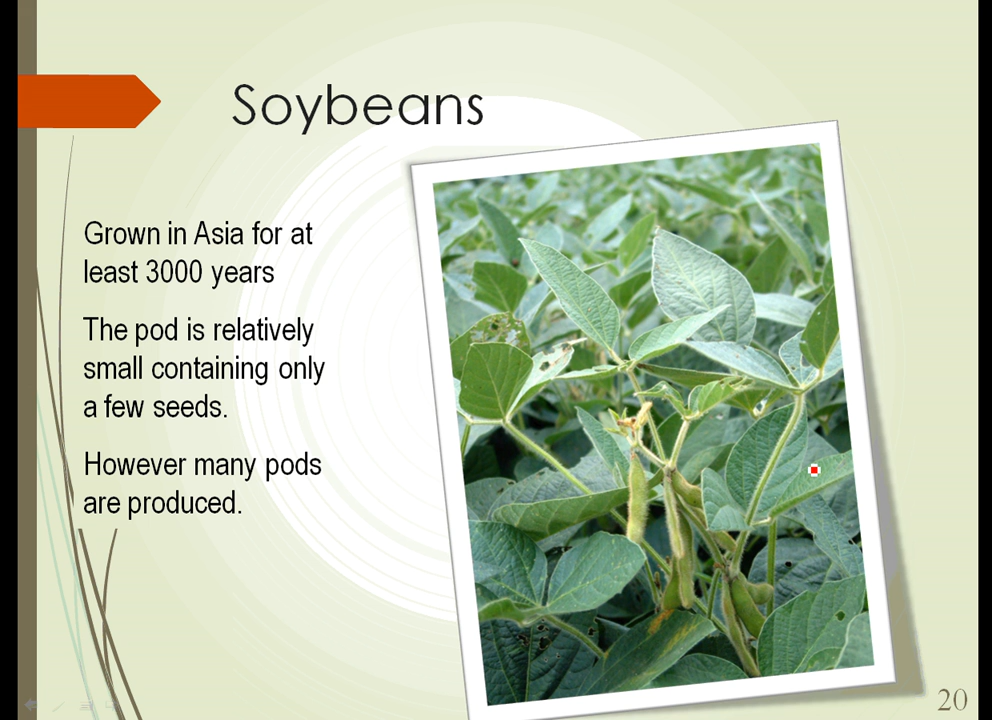 Soybeans
Grown in Asia for at
least 3000 years
The pod is relatively
small containing only
a few seeds.
However many pods
are produced.
20